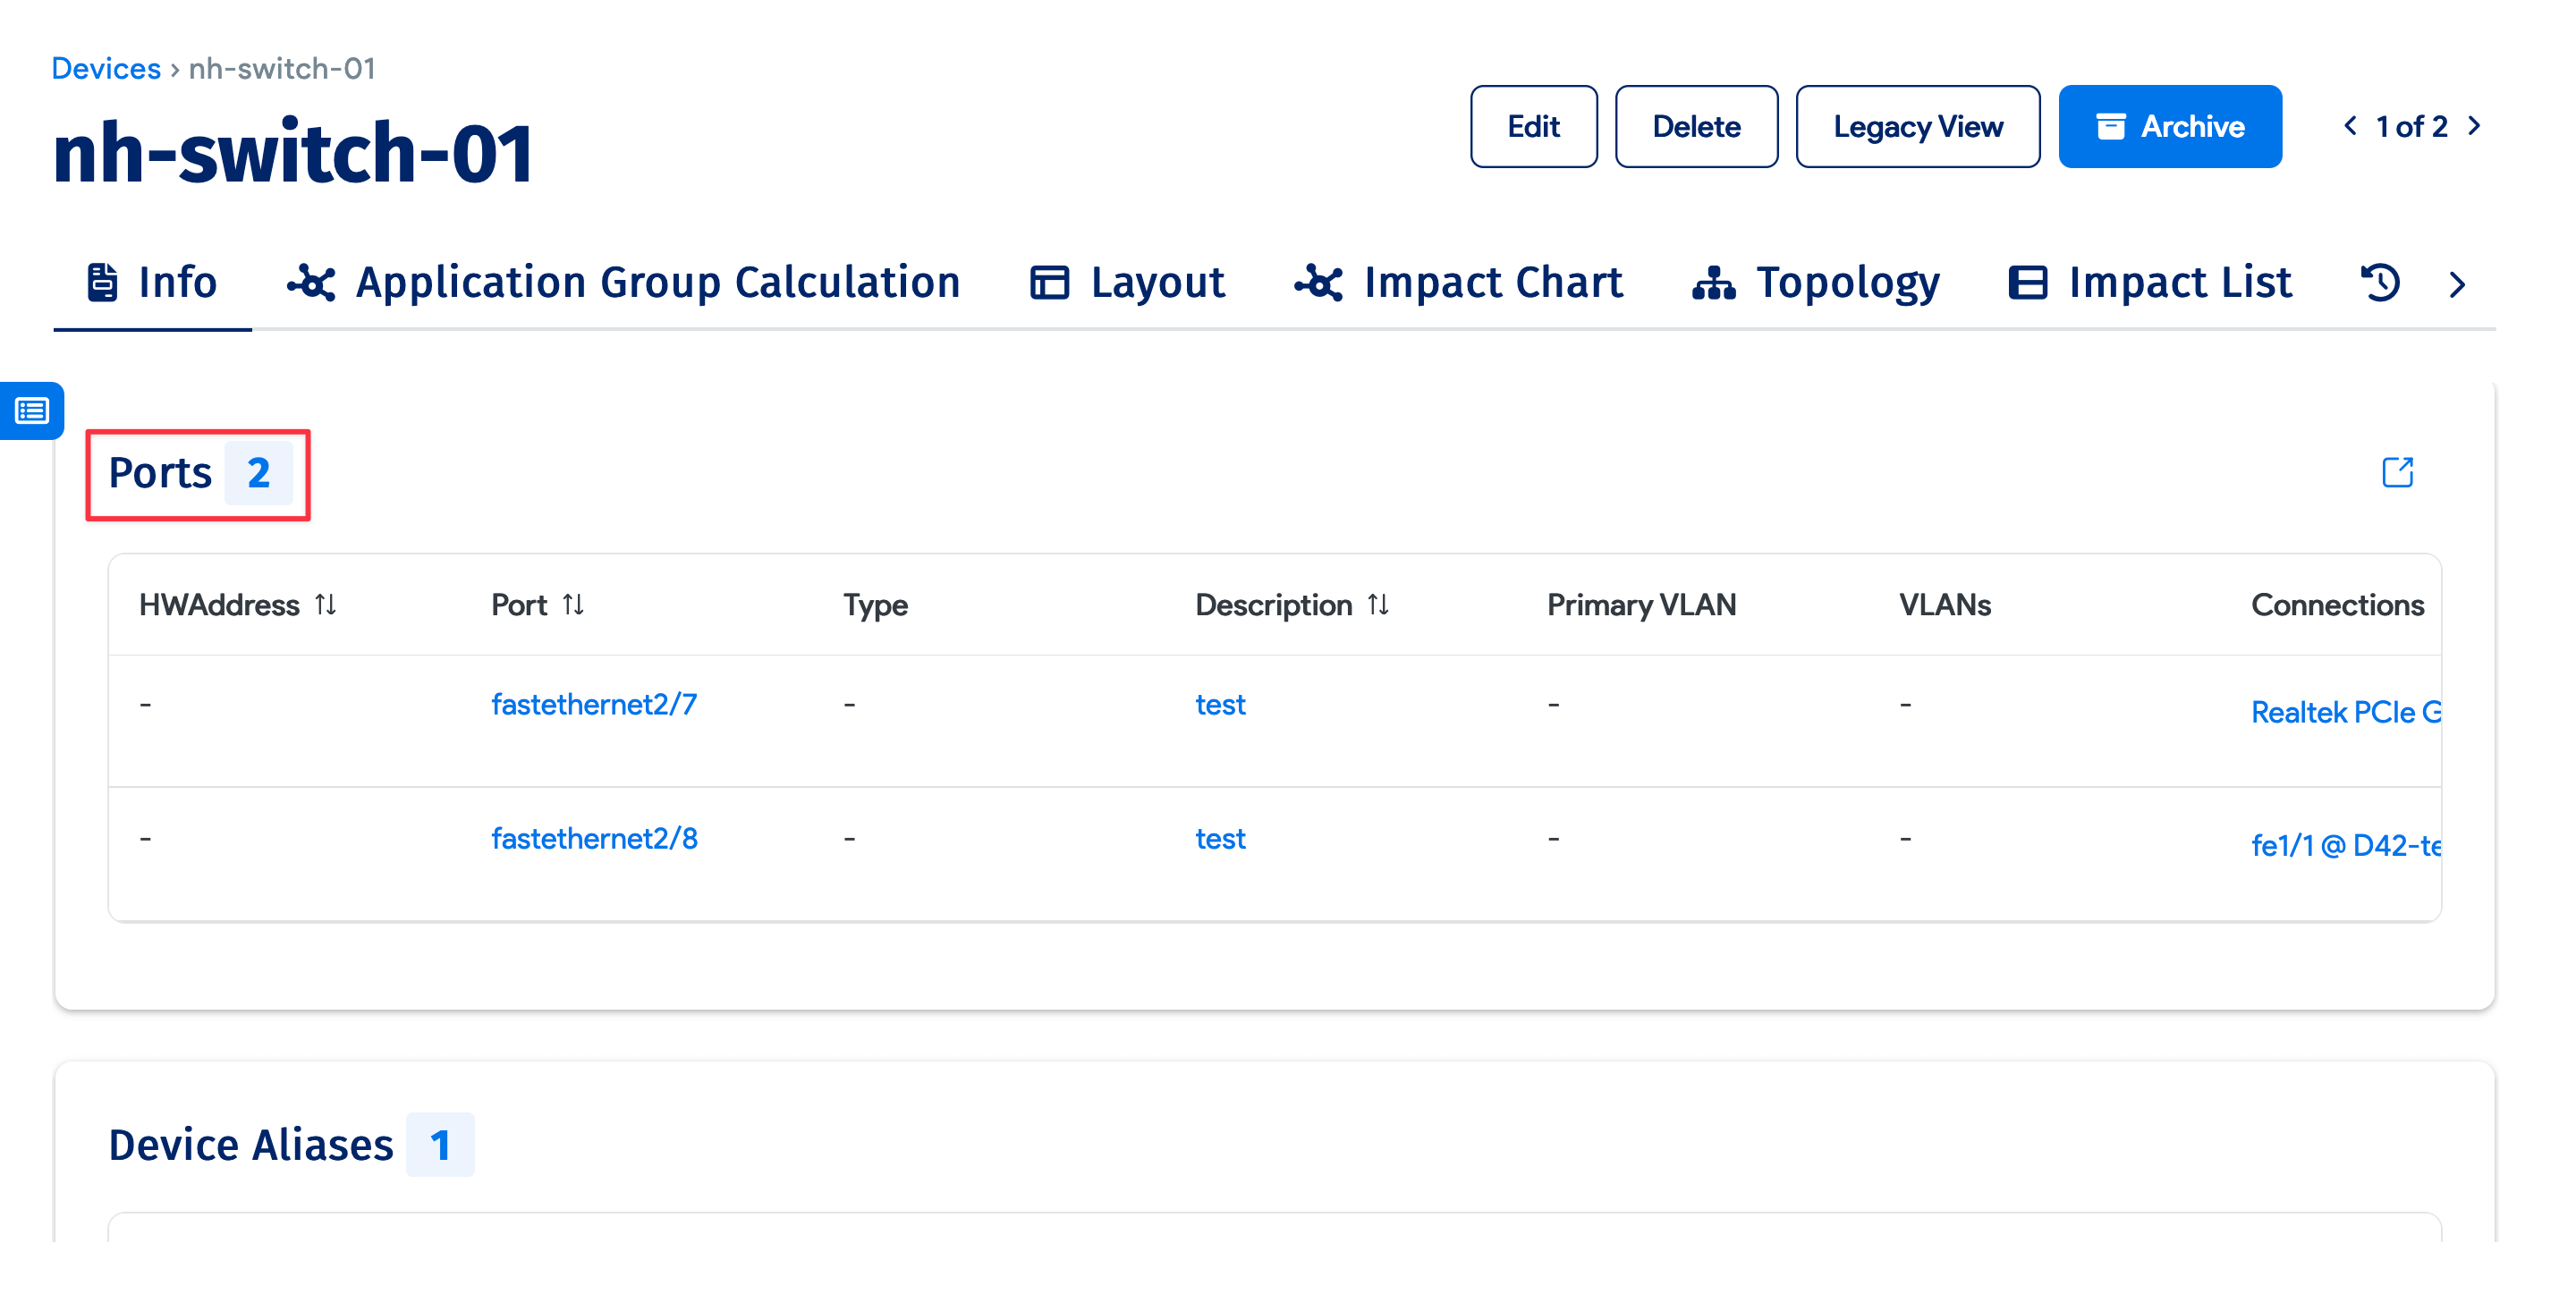 Devices › nh-switch-01
nh-switch-01
Edit Delete Legacy View Archive 1 of 2
Info Application Group Calculation Layout Impact Chart Topology Impact List
Ports 2
HWAddress Port Type Description Primary VLAN VLANs Connections
- fastethernet2/7 - test - - Realtek PCIe G
- fastethernet2/8 - test - - fe1/1 @ D42-te
Device Aliases 1